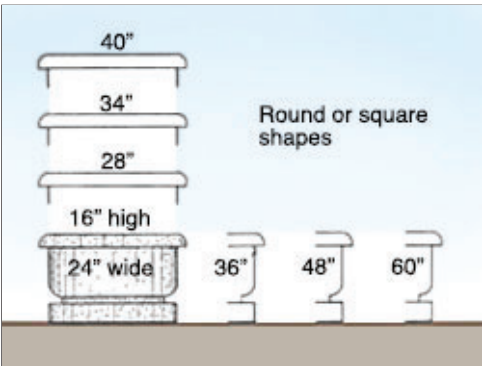 40”
34”
Round or square
shapes
28”
16” high
24” wide
36”
48”
60”